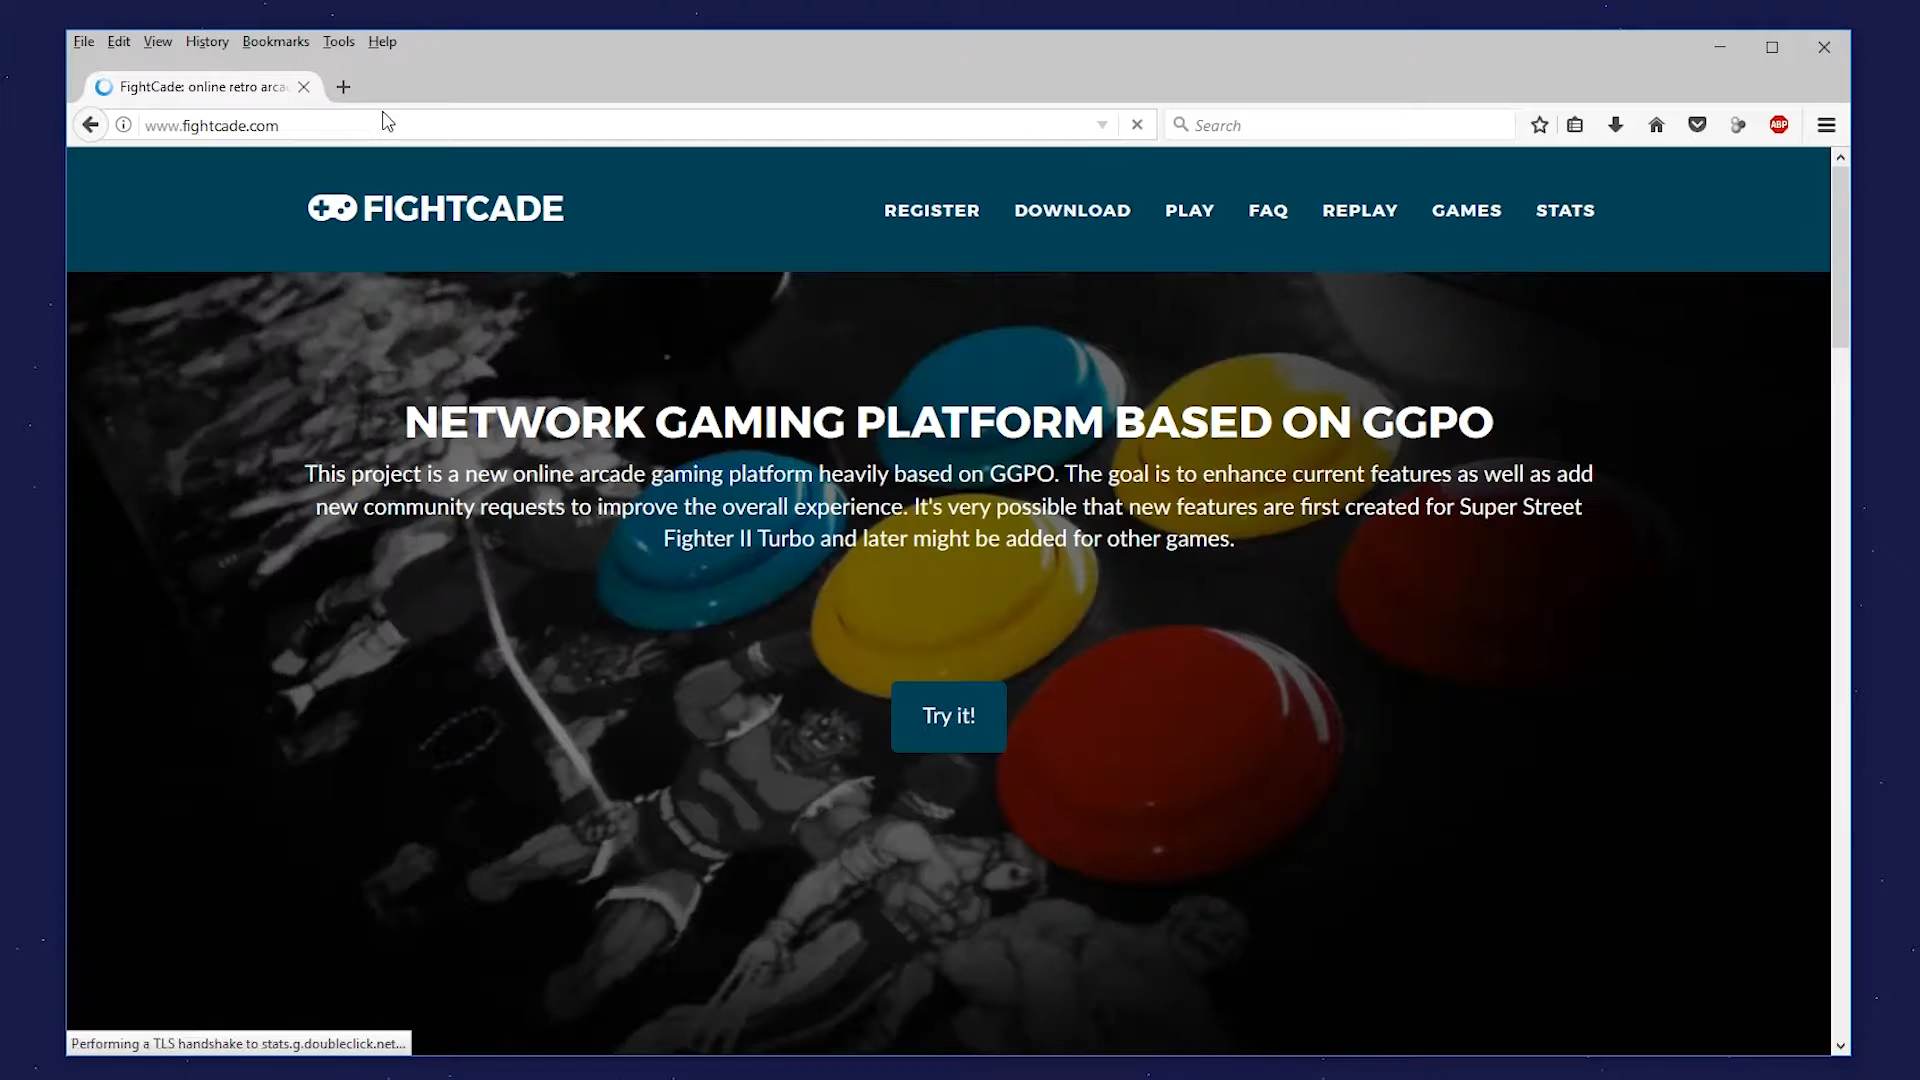 File Edit View History Bookmarks Tools Help
FightCade: online retro arca
www.fightcade.com
Search
ABP
FIGHTCADE
REGISTER DOWNLOAD PLAY FAQ REPLAY GAMES STATS
NETWORK GAMING PLATFORM BASED ON GGPO
This project is a new online arcade gaming platform heavily based on GGPO. The goal is to enhance current features as well as add
new community requests to improve the overall experience. It's very possible that new features are first created for Super Street
Fighter II Turbo and later might be added for other games.
Try it!
Performing a TLS handshake to stats.g.doubleclick.net...